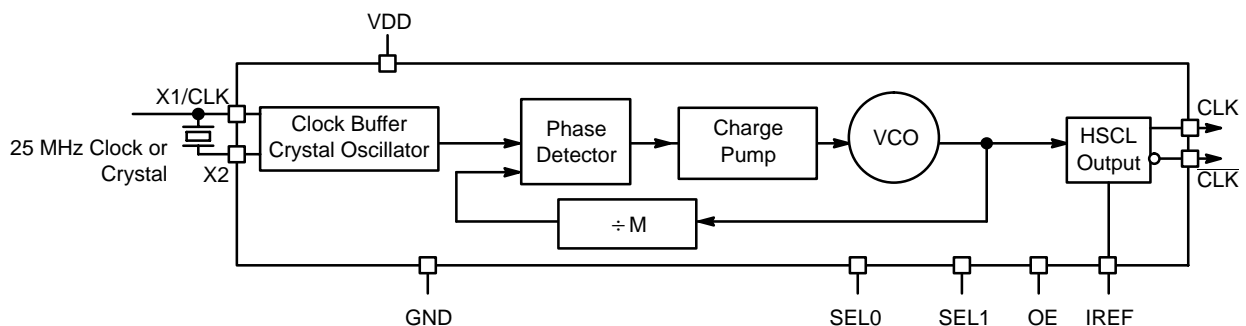 VDD
X1/CLK
25 MHz Clock or
Crystal
X2
Clock Buffer
Crystal Oscillator
Phase
Detector
Charge
Pump
VCO
HSCL
Output
CLK
CLK
÷ M
GND
SEL0
SEL1
OE
IREF